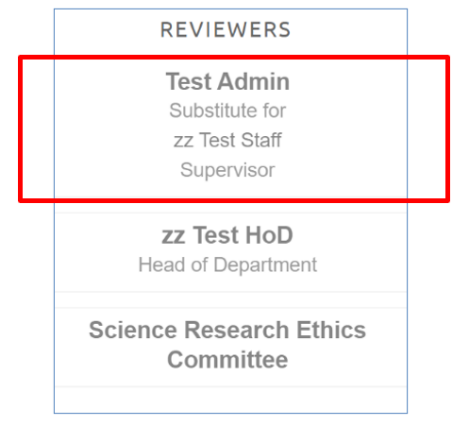 REVIEWERS
Test Admin
Substitute for
zz Test Staff
Supervisor
zz Test HoD
Head of Department
Science Research Ethics
Committee